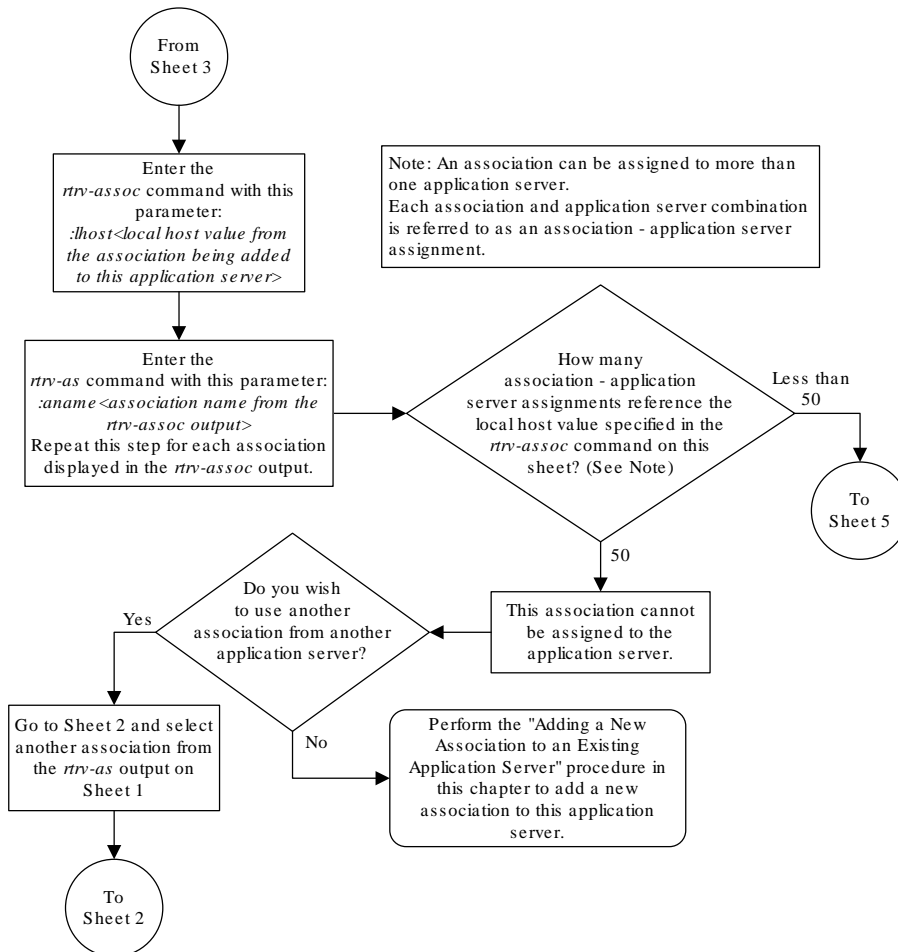 From
Sheet 3
Enter the
rtrv-assoc command with this
parameter:
:lhost<local host value from
the association being added
to this application server>
Note: An association can be assigned to more than
one application server.
Each association and application server combination
is referred to as an association - application server
assignment.
Enter the
rtrv-as command with this parameter:
:aname<association name from the
rtrv-assoc output>
Repeat this step for each association
displayed in the rtrv-assoc output.
How many
association - application
server assignments reference the
local host value specified in the
rtrv-assoc command on this
sheet? (See Note)
Less than
50
To
Sheet 5
50
This association cannot
be assigned to the
application server.
Do you wish
to use another
association from another
application server?
Yes
No
Go to Sheet 2 and select
another association from
the rtrv-as output on
Sheet 1
Perform the "Adding a New
Association to an Existing
Application Server" procedure in
this chapter to add a new
association to this application
server.
To
Sheet 2